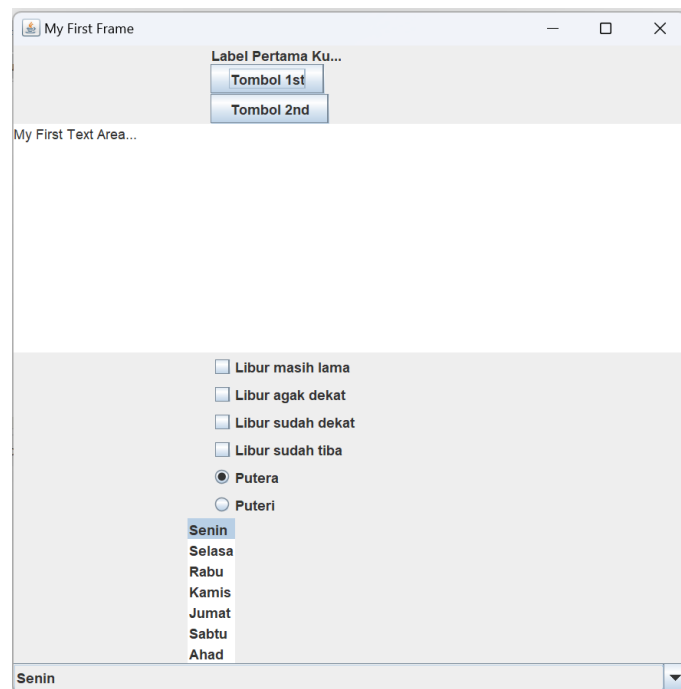 My First Frame
Label Pertama Ku...
Tombol 1st
Tombol 2nd
My First Text Area...
Libur masih lama
Libur agak dekat
Libur sudah dekat
Libur sudah tiba
Putera
Puteri
Senin
Selasa
Rabu
Kamis
Jumat
Sabtu
Ahad
Senin